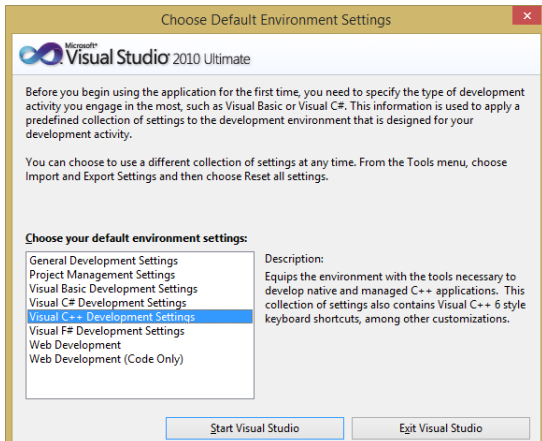 Choose Default Environment Settings
Microsoft®
Visual Studio® 2010 Ultimate
Before you begin using the application for the first time, you need to specify the type of development
activity you engage in the most, such as Visual Basic or Visual C#. This information is used to apply a
predefined collection of settings to the development environment that is designed for your
development activity.
You can choose to use a different collection of settings at any time. From the Tools menu, choose
Import and Export Settings and then choose Reset all settings.
Choose your default environment settings:
General Development Settings
Project Management Settings
Visual Basic Development Settings
Visual C# Development Settings
Visual C++ Development Settings
Visual F# Development Settings
Web Development
Web Development (Code Only)
Description:
Equips the environment with the tools necessary to
develop native and managed C++ applications. This
collection of settings also contains Visual C++ 6 style
keyboard shortcuts, among other customizations.
Start Visual Studio
Exit Visual Studio